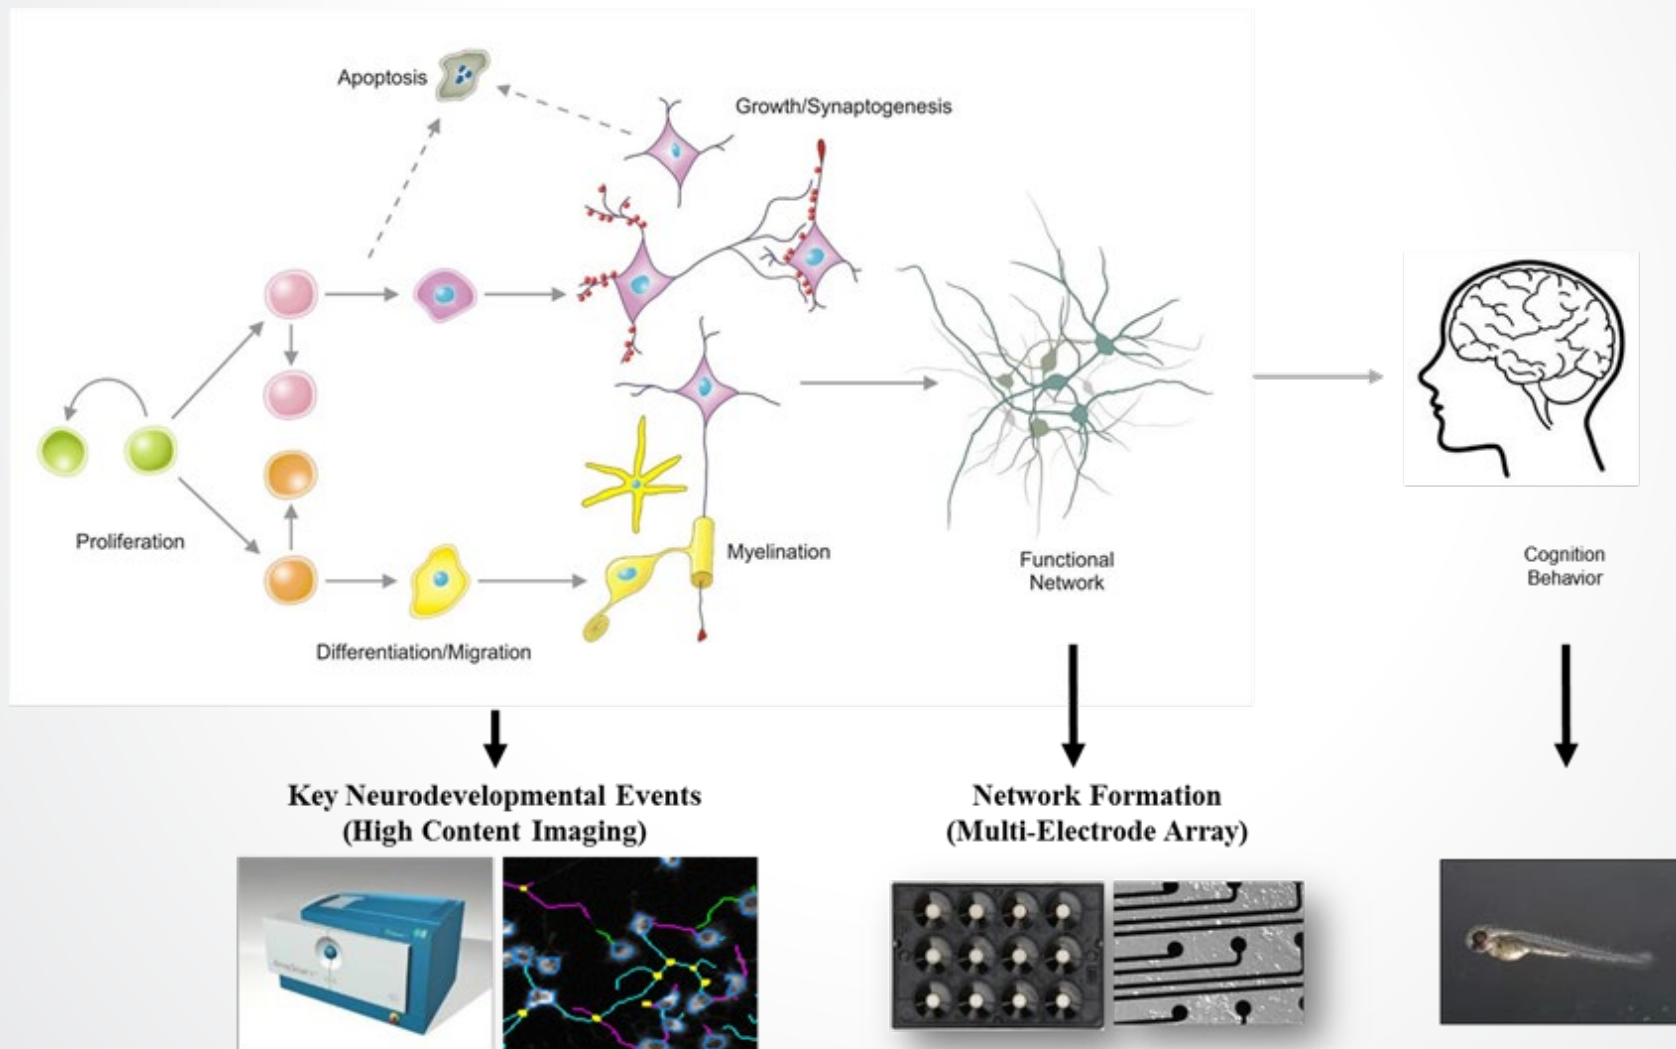 Apoptosis
Growth/Synaptogenesis
Proliferation
Myelination
Differentiation/Migration
Functional
Network
Cognition
Behavior
Key Neurodevelopmental Events
(High Content Imaging)
Network Formation
(Multi-Electrode Array)